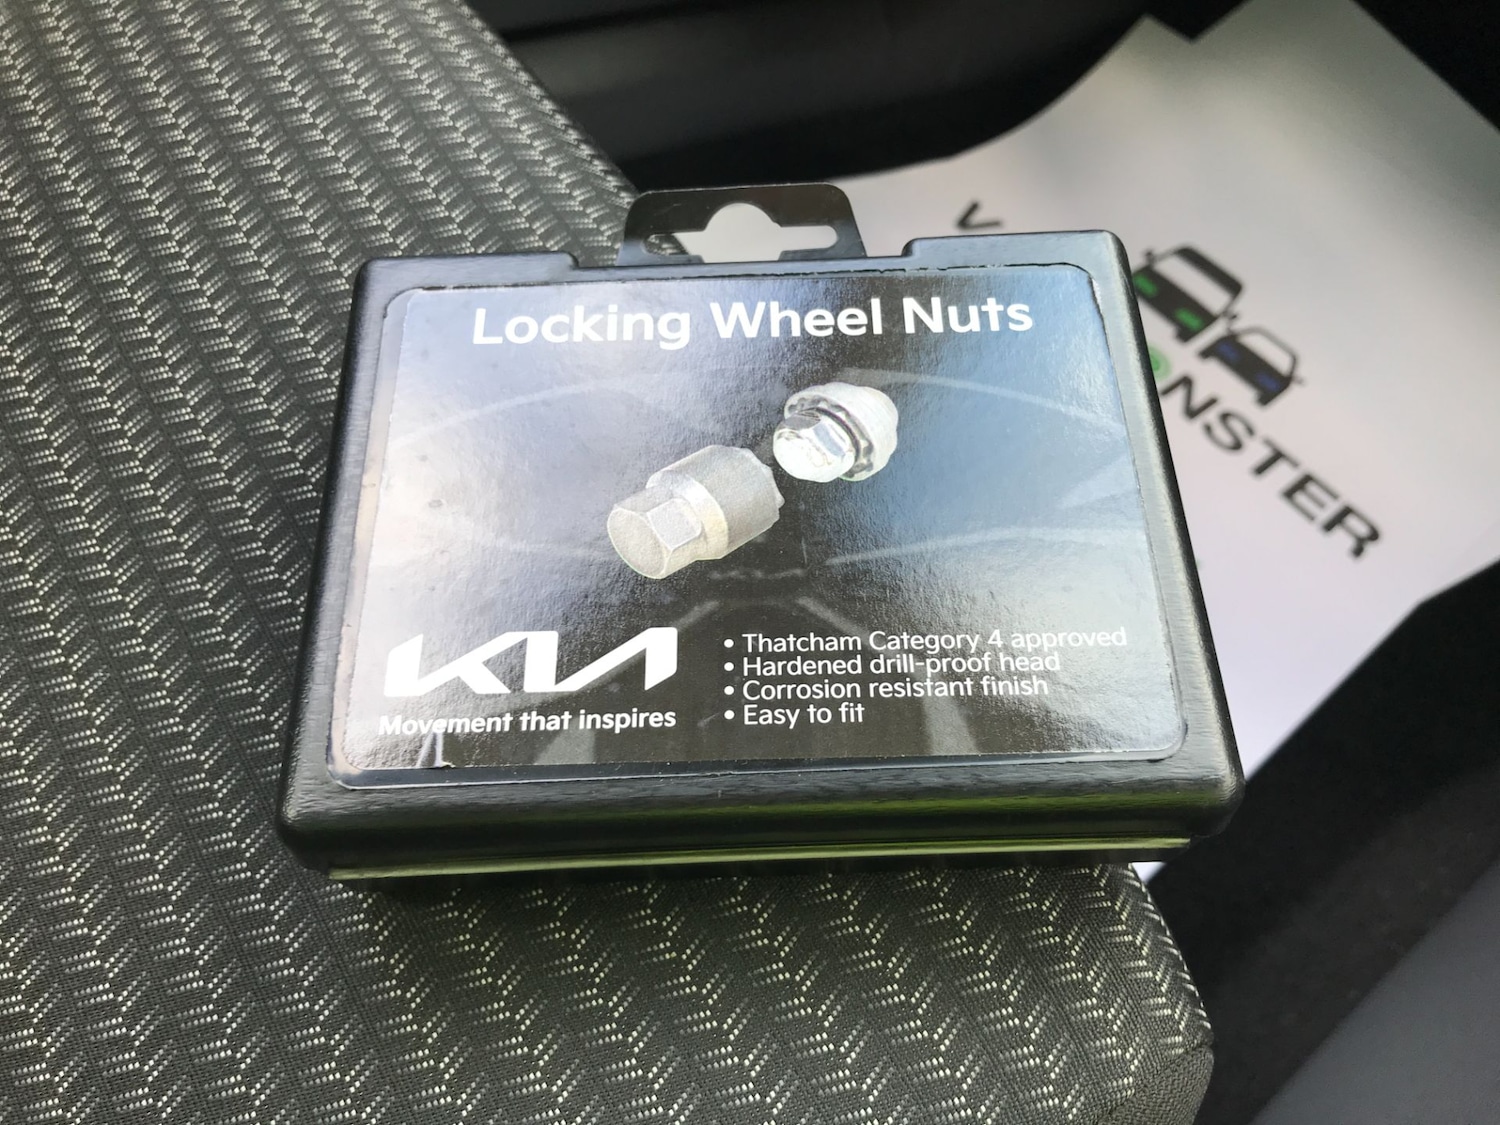 Locking Wheel Nuts
KIA
Movement that inspires
• Thatcham Category 4 approved
• Hardened drill-proof head
• Corrosion resistant finish
• Easy to fit
V
NSTER